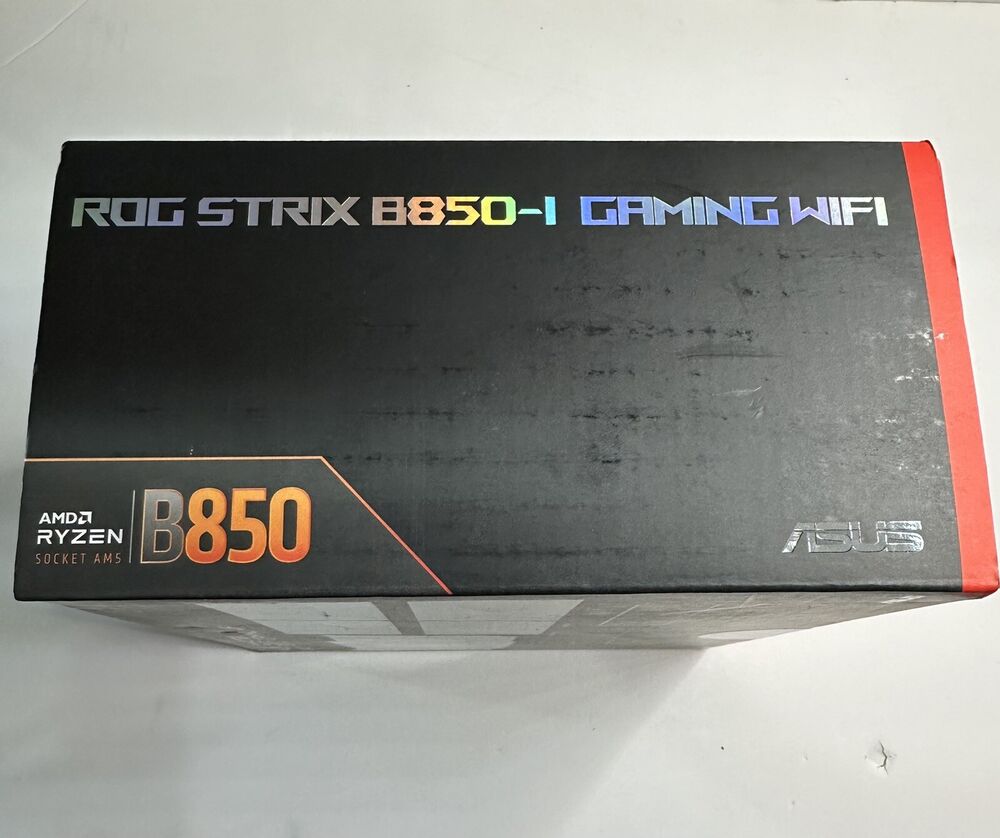 ROG STRIX B850-I GAMING WIFI
AMD
RYZEN
SOCKET AM5
B850
ASUS